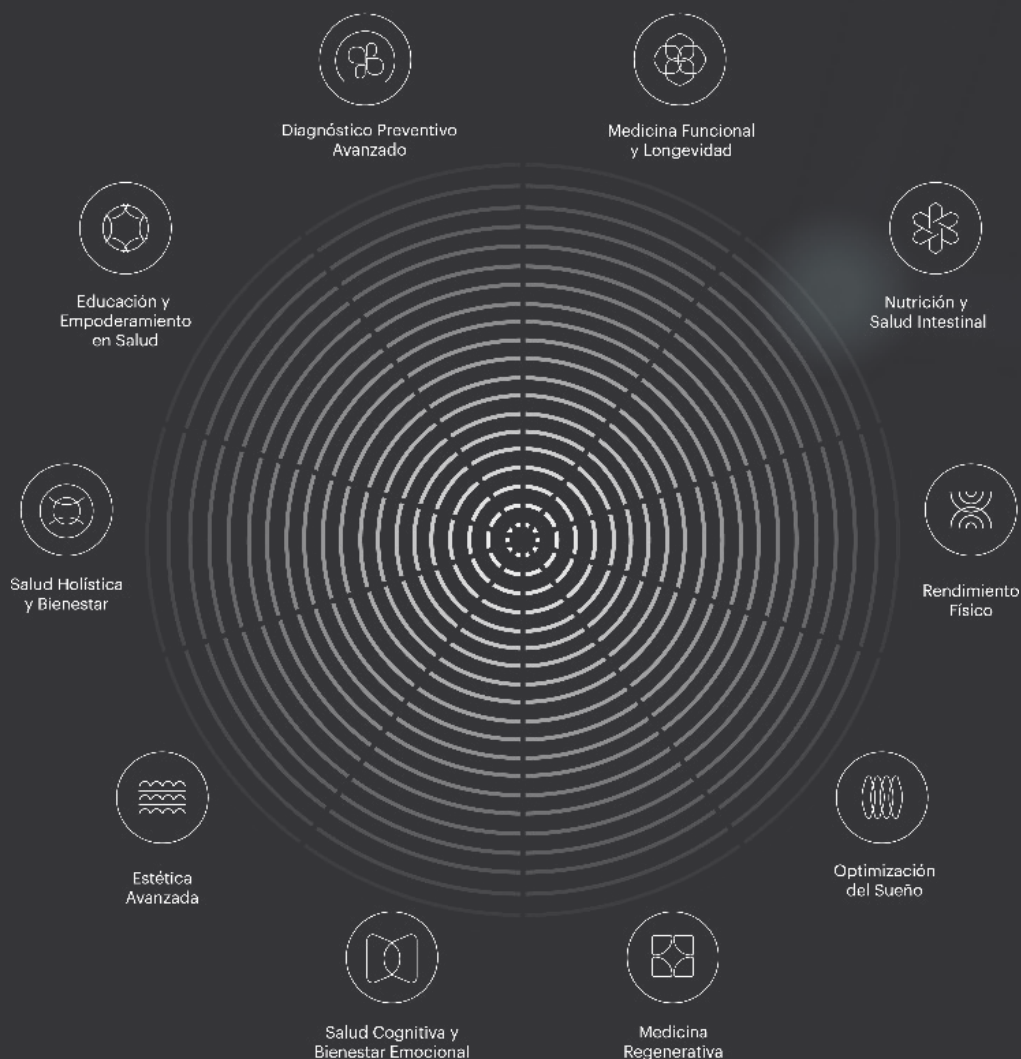 Diagnóstico Preventivo
Avanzado
Medicina Funcional
y Longevidad
Educación y
Empoderamiento
en Salud
Nutrición y
Salud Intestinal
Salud Holística
y Bienestar
Rendimiento
Físico
Estética
Avanzada
Optimización
del Sueño
Salud Cognitiva y
Bienestar Emocional
Medicina
Regenerativa